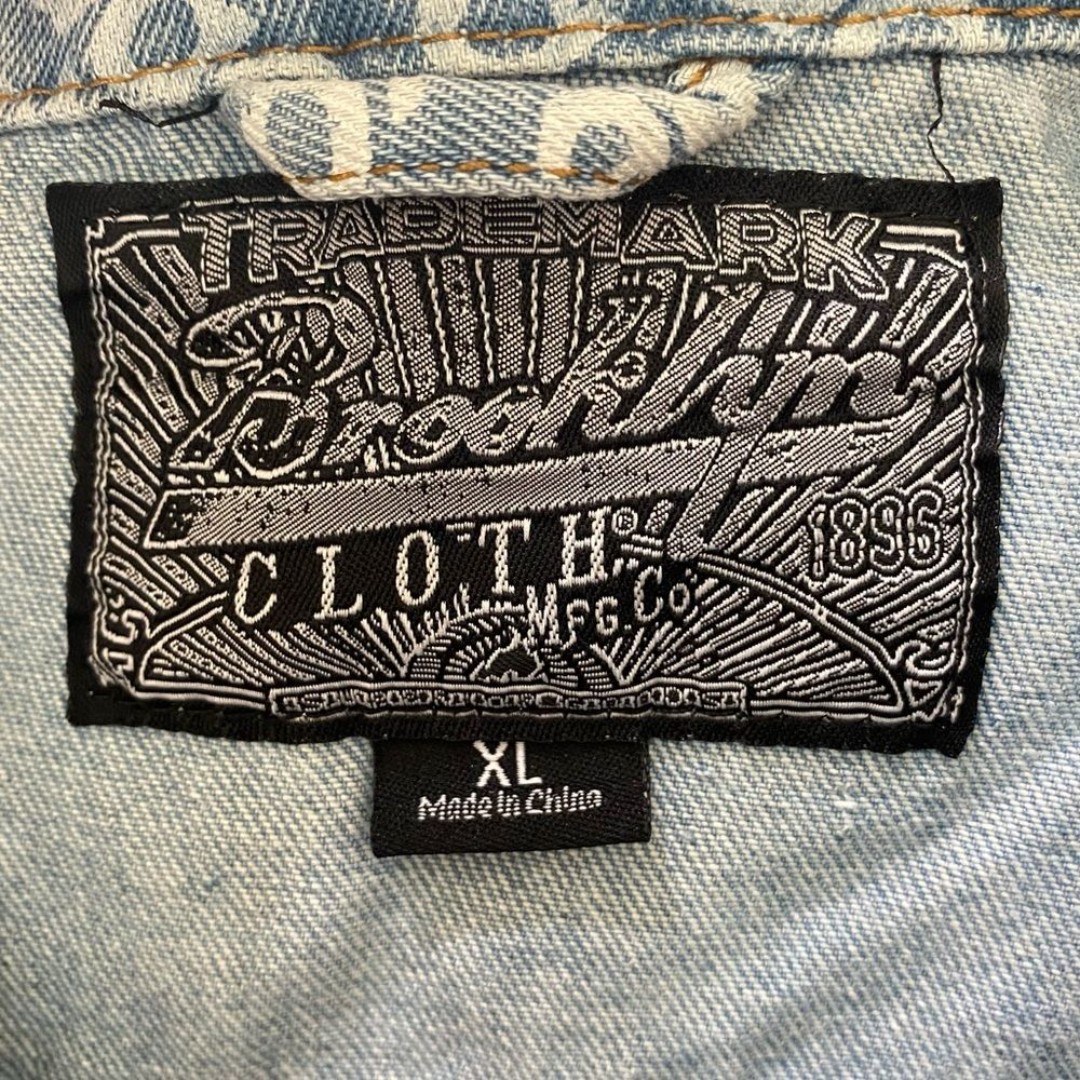 TRADEMARK
Brooklyn
1896
CLOTH®
MFG. Co.
XL
Made in China